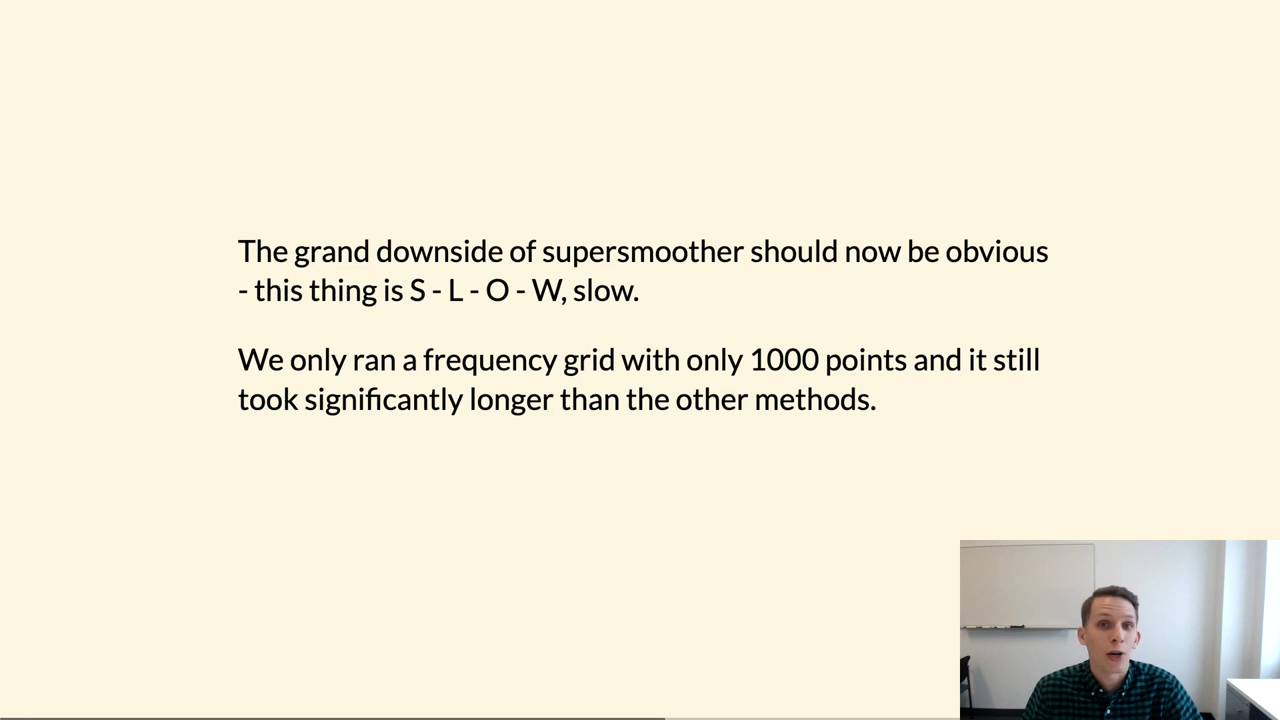 The grand downside of supersmoother should now be obvious
- this thing is S - L - O - W, slow.
We only ran a frequency grid with only 1000 points and it still
took significantly longer than the other methods.